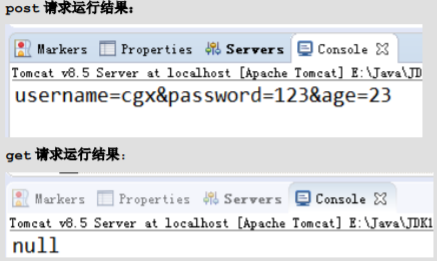 post 请求运行结果:
Markers Properties Servers Console
Tomcat v8.5 Server at localhost [Apache Tomcat] E:\Java\JD
username=cgx&password=123&age=23
get 请求运行结果:
Markers Properties Servers Console
Tomcat v8.5 Server at localhost [Apache Tomcat] E:\Java\JDK1
null